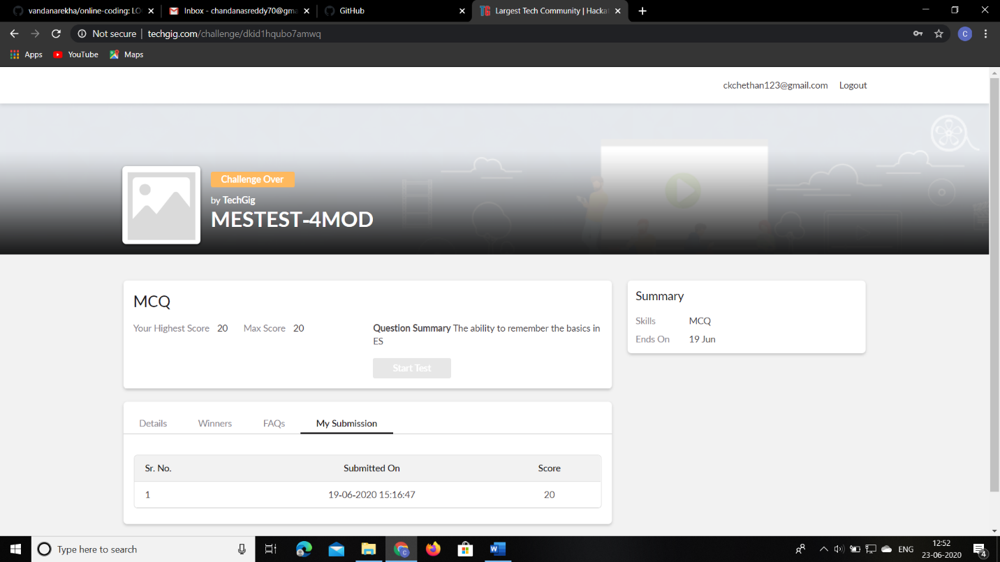 vandanarekha/online-coding: LO
Inbox - chandanasreddy70@gma
GitHub
Largest Tech Community | Hacka
Not secure | techgig.com/challenge/dkid1hqubo7amwq
C
Apps YouTube Maps
ckchethan123@gmail.com Logout
Challenge Over
by TechGig
MESTEST-4MOD
MCQ
Your Highest Score 20 Max Score 20
Question Summary The ability to remember the basics in
ES
Start Test
Summary
Skills MCQ
Ends On 19 Jun
Details Winners FAQs My Submission
Sr. No. Submitted On Score
1 19-06-2020 15:16:47 20
Type here to search
ENG
12:52
23-06-2020
4